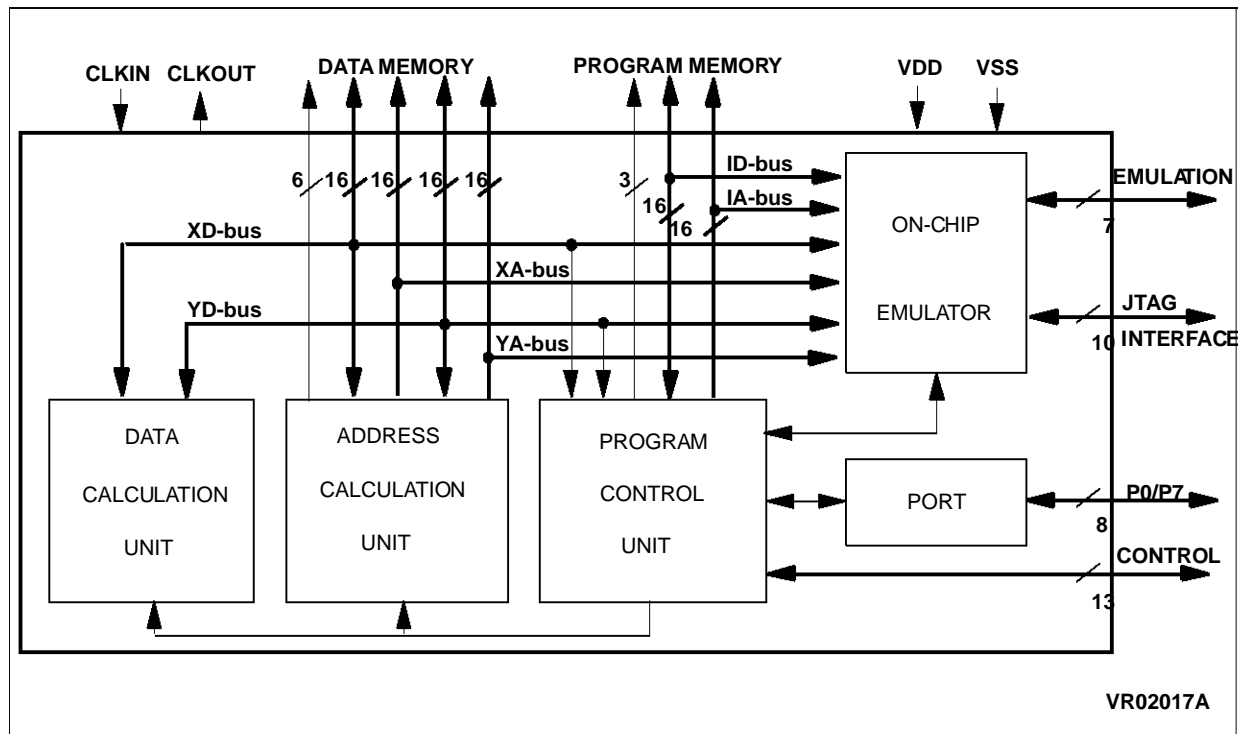 CLKIN CLKOUT DATA MEMORY PROGRAM MEMORY VDD VSS
6 16 16 16 16 3 ID-bus
EMULATION
16 IA-bus
16
7
XD-bus
ON-CHIP
XA-bus
YD-bus
EMULATOR
JTAG
YA-bus
10 INTERFACE
DATA
CALCULATION
UNIT
ADDRESS
CALCULATION
UNIT
PROGRAM
CONTROL
UNIT
PORT
P0/P7
8
CONTROL
13
VR02017A